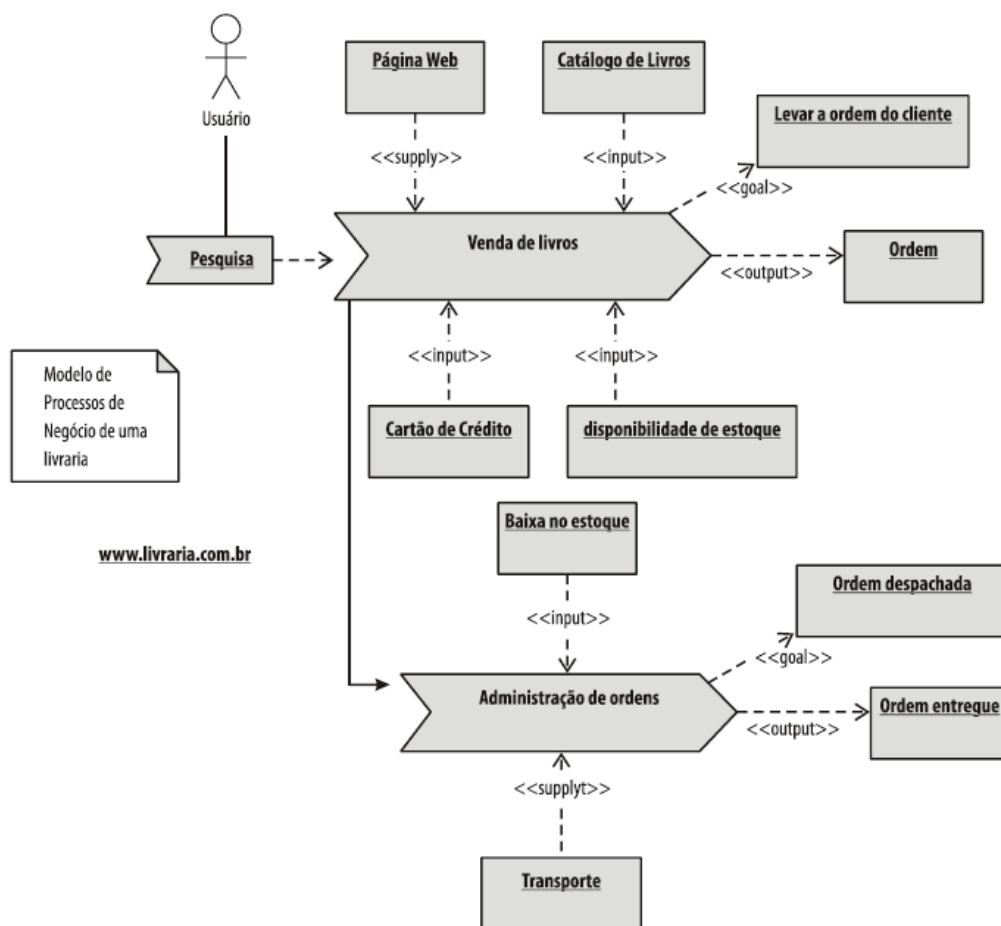 Usuário
Página Web
Catálogo de Livros
Levar a ordem do cliente
<<supply>>
<<input>>
<<goal>>
Pesquisa
Venda de livros
Ordem
<<output>>
<<input>>
<<input>>
Modelo de
Processos de
Negócio de uma
livraria
Cartão de Crédito
disponibilidade de estoque
www.livraria.com.br
Baixa no estoque
Ordem despachada
<<input>>
<<goal>>
Administração de ordens
Ordem entregue
<<output>>
<<supplyt>>
Transporte